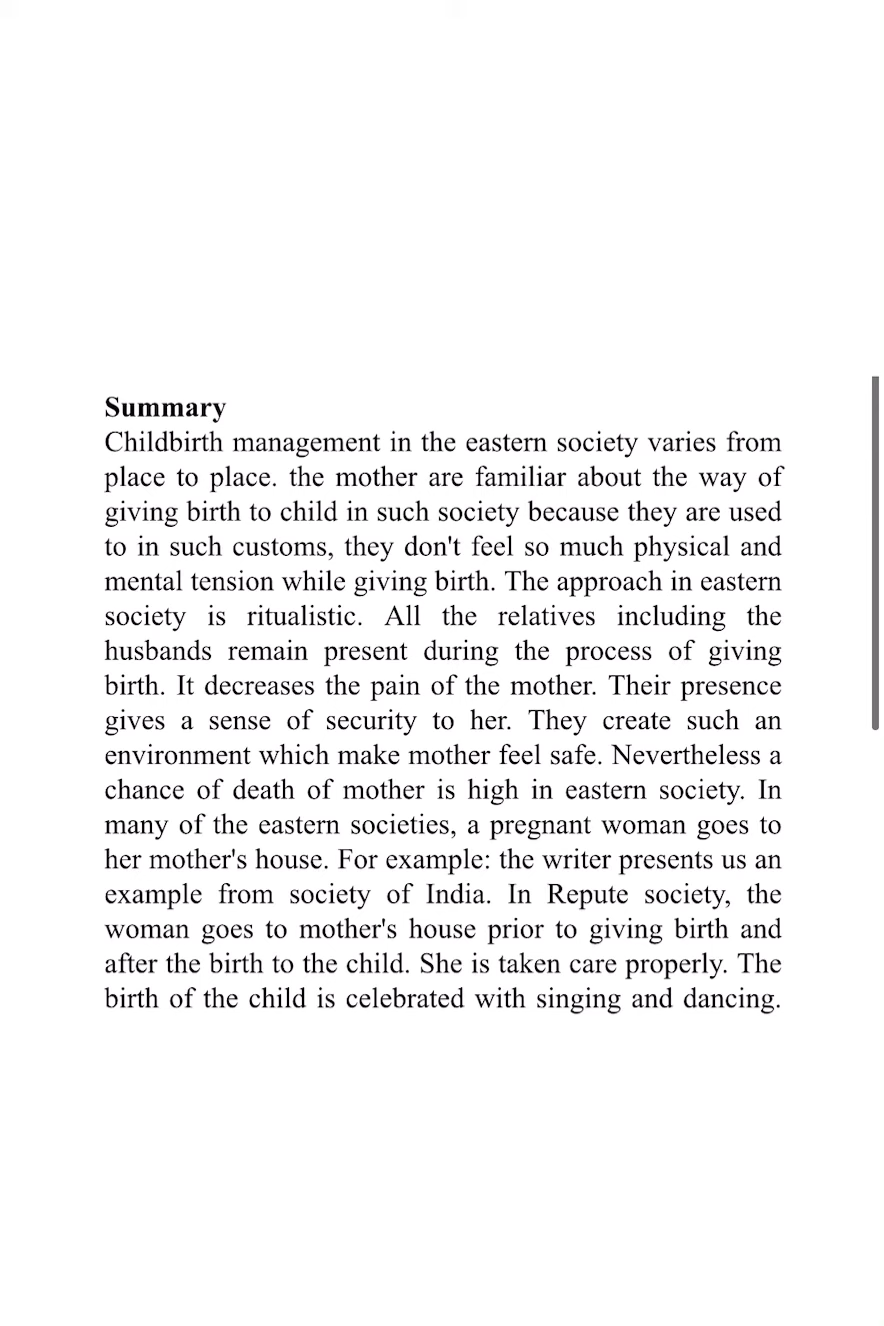 Summary
Childbirth management in the eastern society varies from
place to place. the mother are familiar about the way of
giving birth to child in such society because they are used
to in such customs, they don't feel so much physical and
mental tension while giving birth. The approach in eastern
society is ritualistic. All the relatives including the
husbands remain present during the process of giving
birth. It decreases the pain of the mother. Their presence
gives a sense of security to her. They create such an
environment which make mother feel safe. Nevertheless a
chance of death of mother is high in eastern society. In
many of the eastern societies, a pregnant woman goes to
her mother's house. For example: the writer presents us an
example from society of India. In Repute society, the
woman goes to mother's house prior to giving birth and
after the birth to the child. She is taken care properly. The
birth of the child is celebrated with singing and dancing.